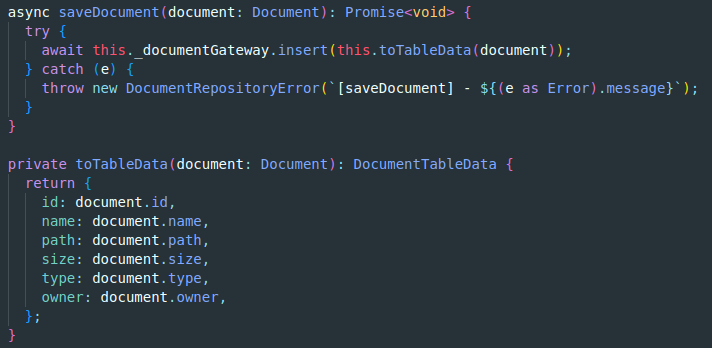 async saveDocument(document: Document): Promise<void> {
try {
await this._documentGateway.insert(this.toTableData(document));
} catch (e) {
throw new DocumentRepositoryError(`[saveDocument] - ${(e as Error).message}`);
}
}
private toTableData(document: Document): DocumentTableData {
return {
id: document.id,
name: document.name,
path: document.path,
size: document.size,
type: document.type,
owner: document.owner,
};
}